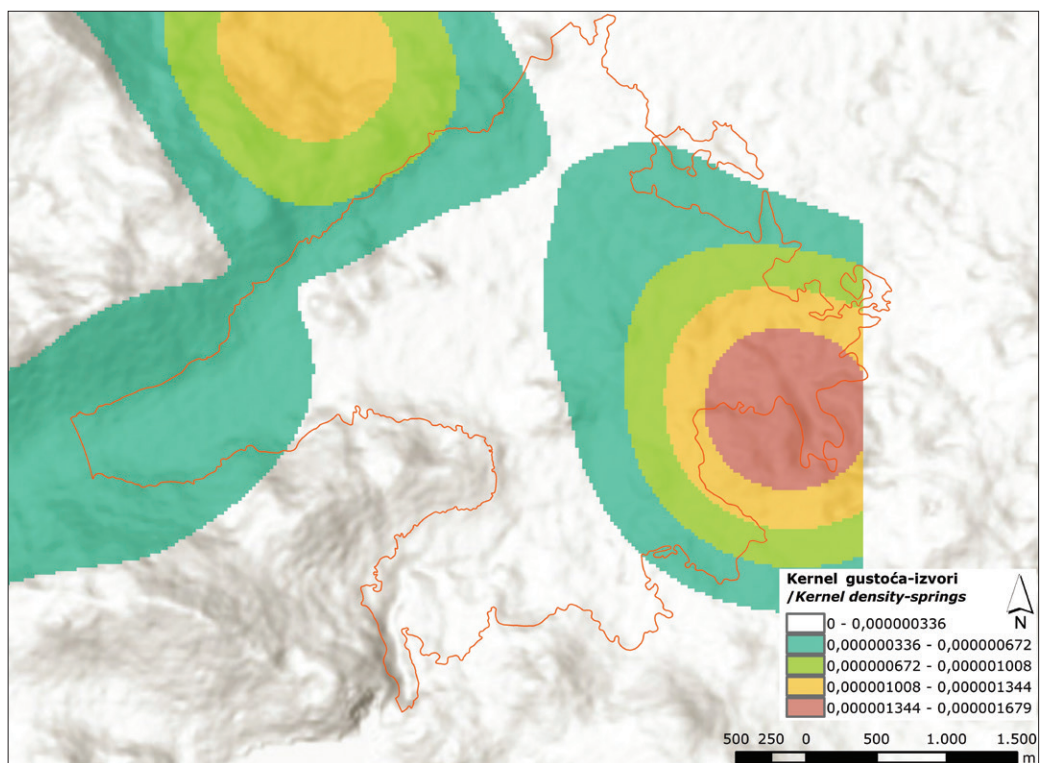 Kernel gustoća-izvori
/Kernel density-springs
N
0 - 0,000000336
0,000000336 - 0,000000672
0,000000672 - 0,000001008
0,000001008 - 0,000001344
0,000001344 - 0,000001679
500 250 0 500 1.000 1.500
m